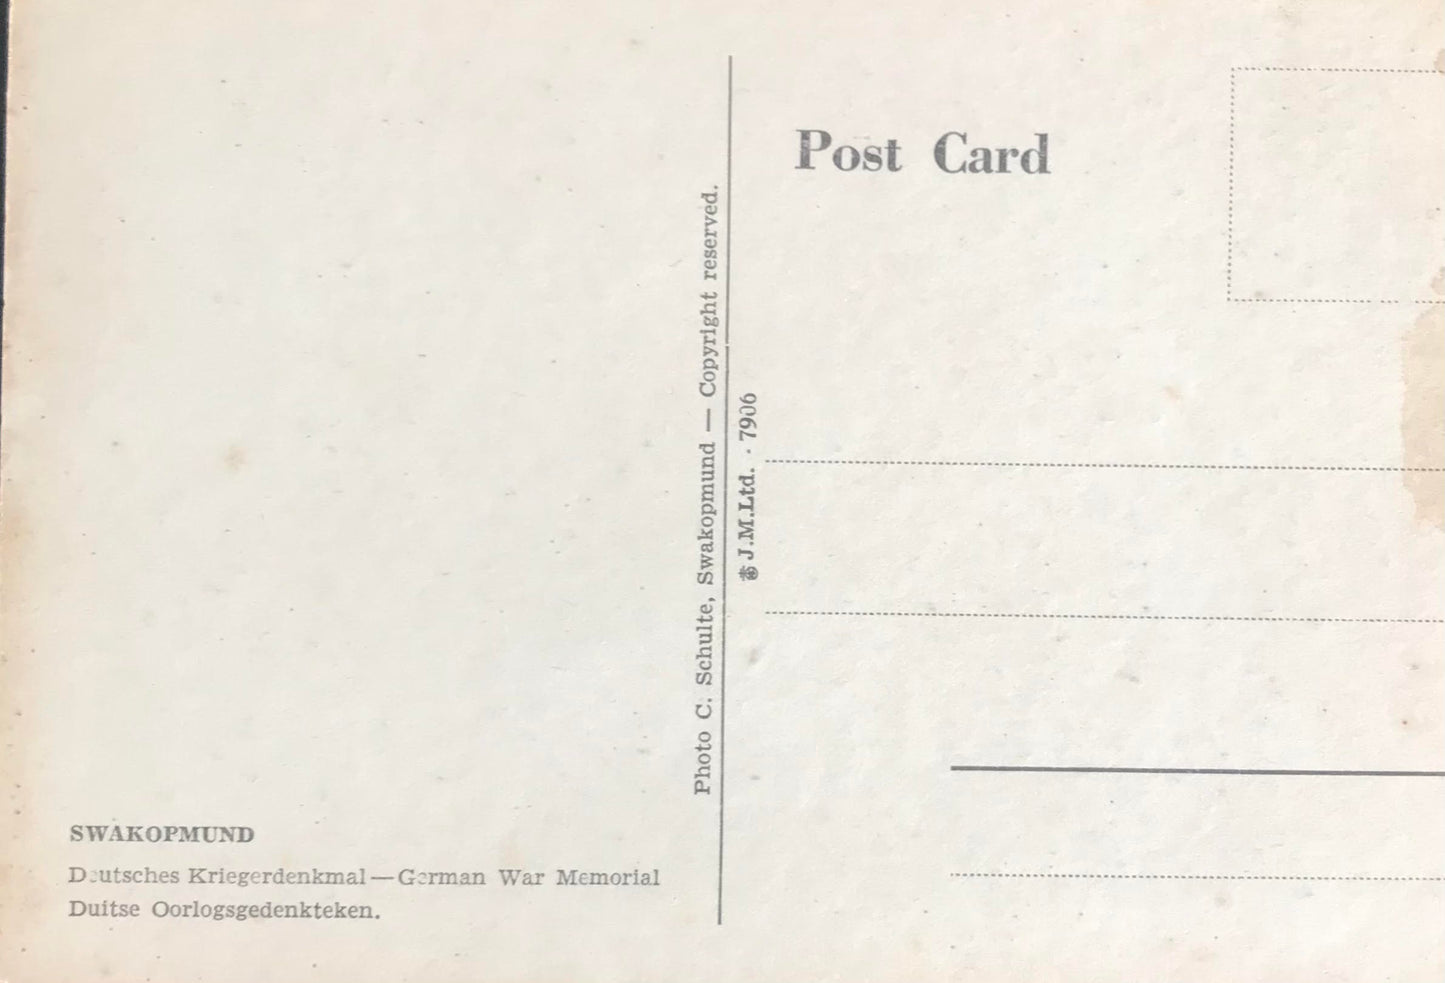 Post Card
Photo C. Schulte, Swakopmund — Copyright reserved.
J.M.Ltd. · 7906
SWAKOPMUND
Deutsches Kriegerdenkmal — German War Memorial
Duitse Oorlogsgedenkteken.